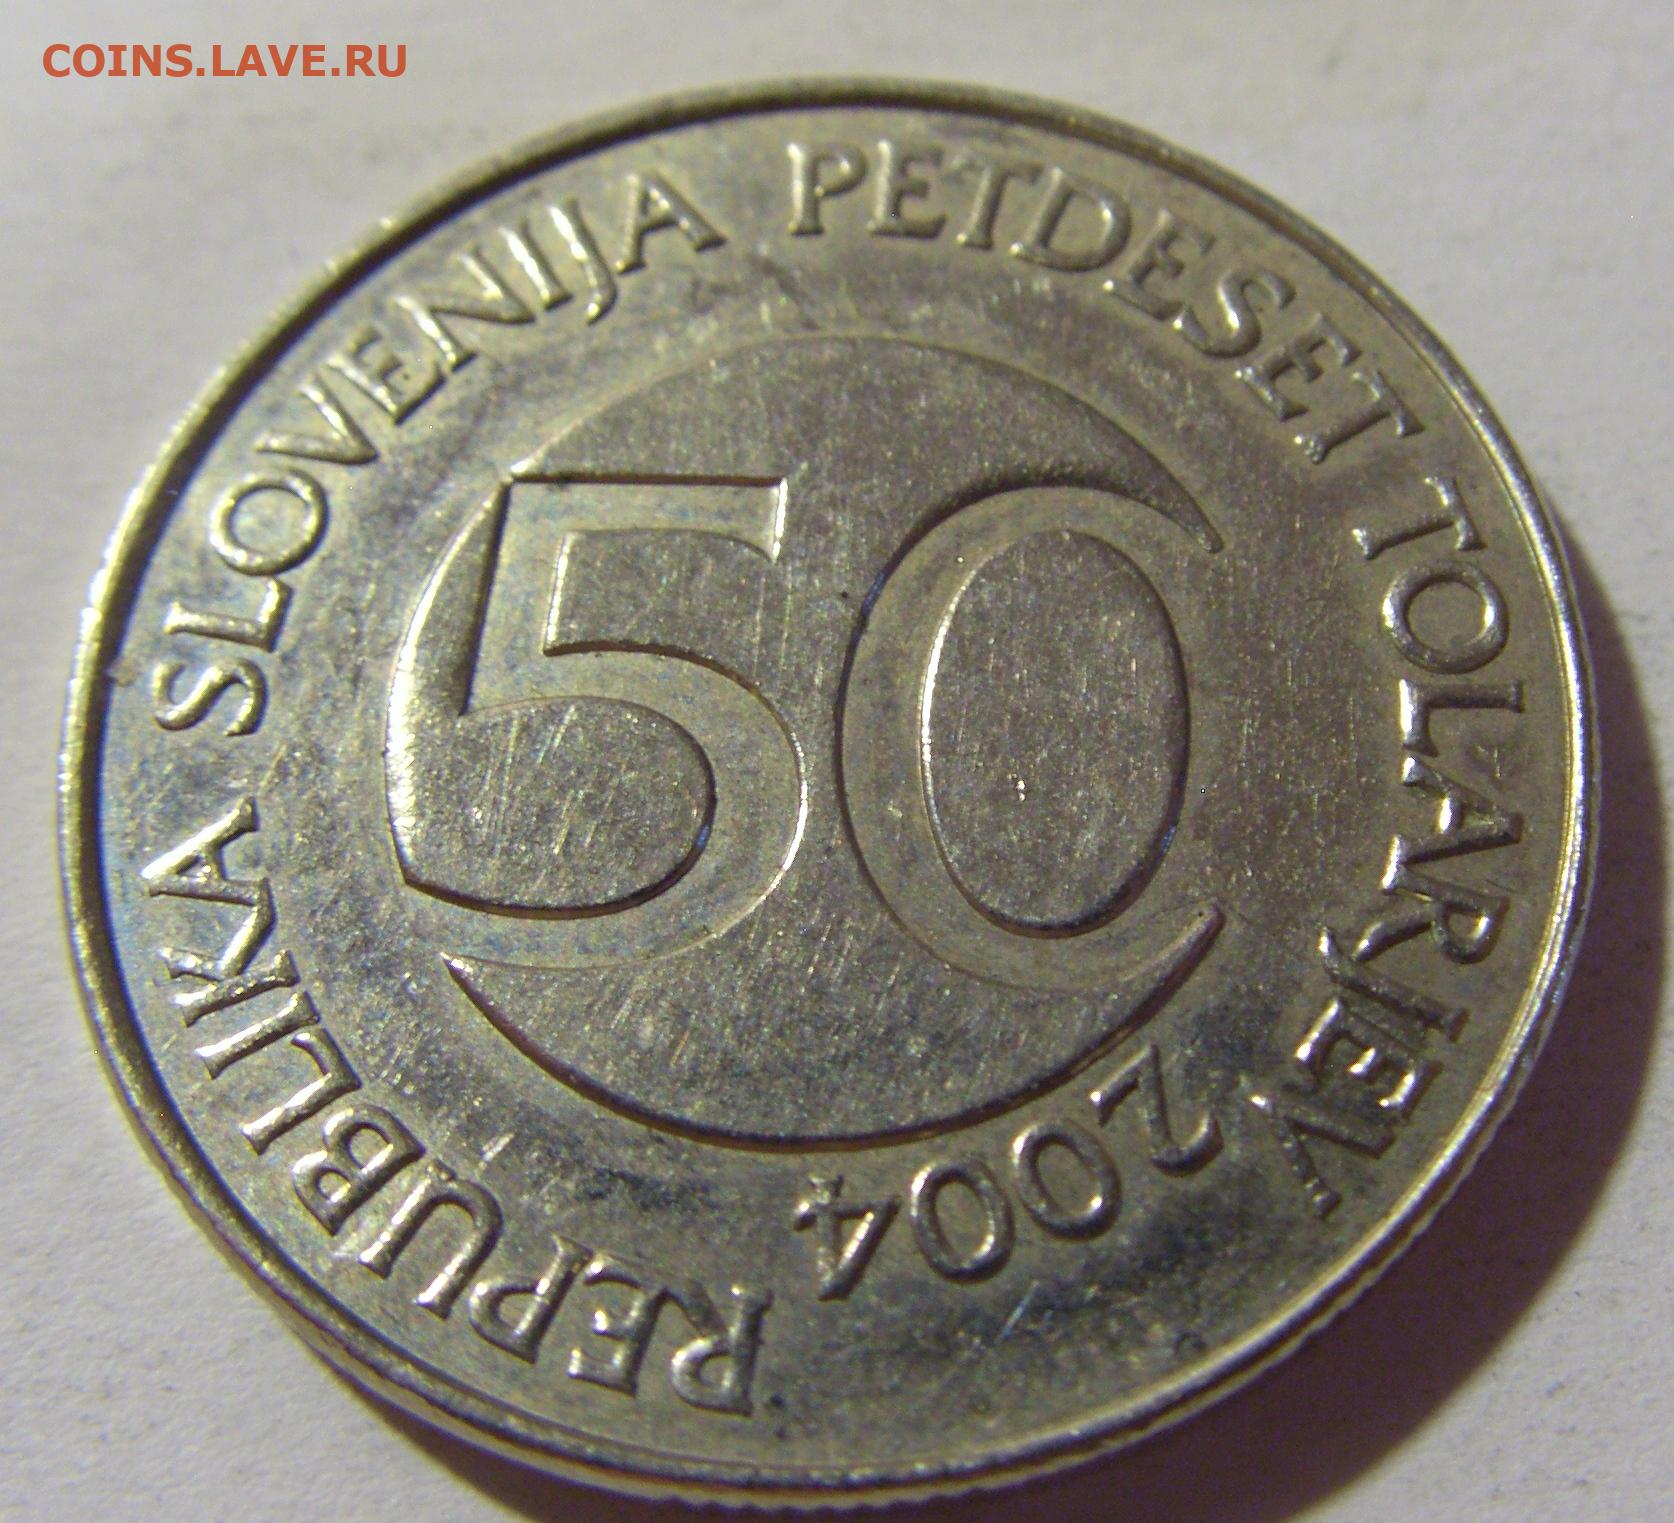 COINS.LAVE.RU
REPUBLIKA SLOVENIJA PETDESET TOLARJEV 2004
50